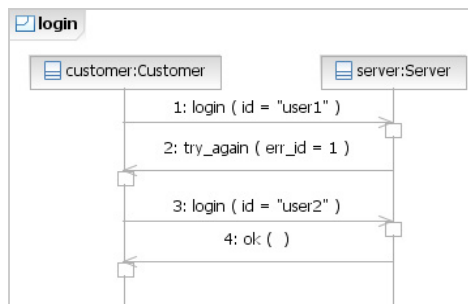 login
customer:Customer server:Server
1: login ( id = "user1" )
2: try_again ( err_id = 1 )
3: login ( id = "user2" )
4: ok ( )